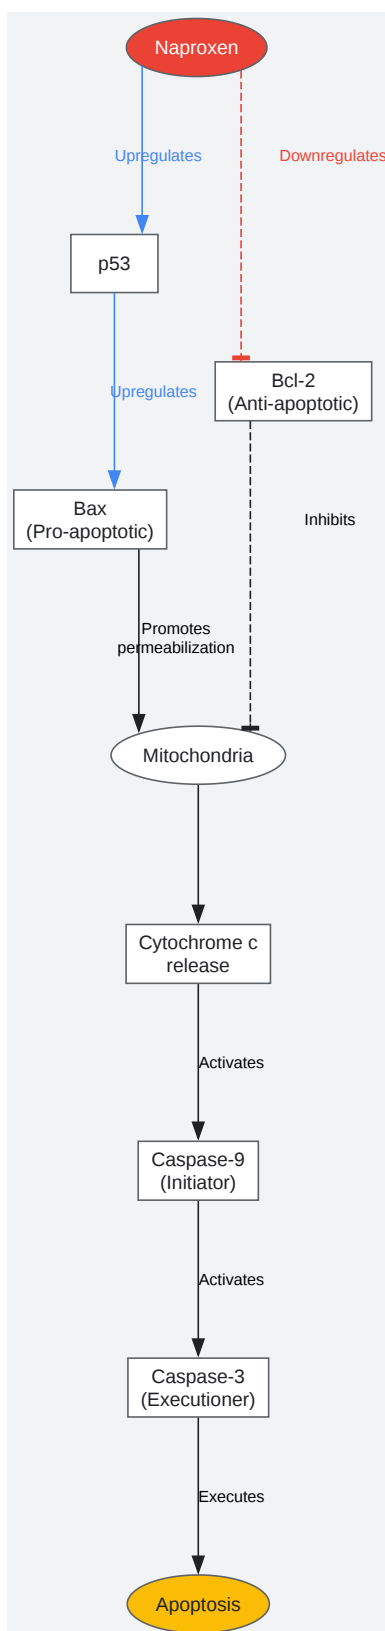 Naproxen
Upregulates
Downregulates
p53
Bcl-2
(Anti-apoptotic)
Upregulates
Bax
(Pro-apoptotic)
Inhibits
Promotes
permeabilization
Mitochondria
Cytochrome c
release
Activates
Caspase-9
(Initiator)
Activates
Caspase-3
(Executioner)
Executes
Apoptosis